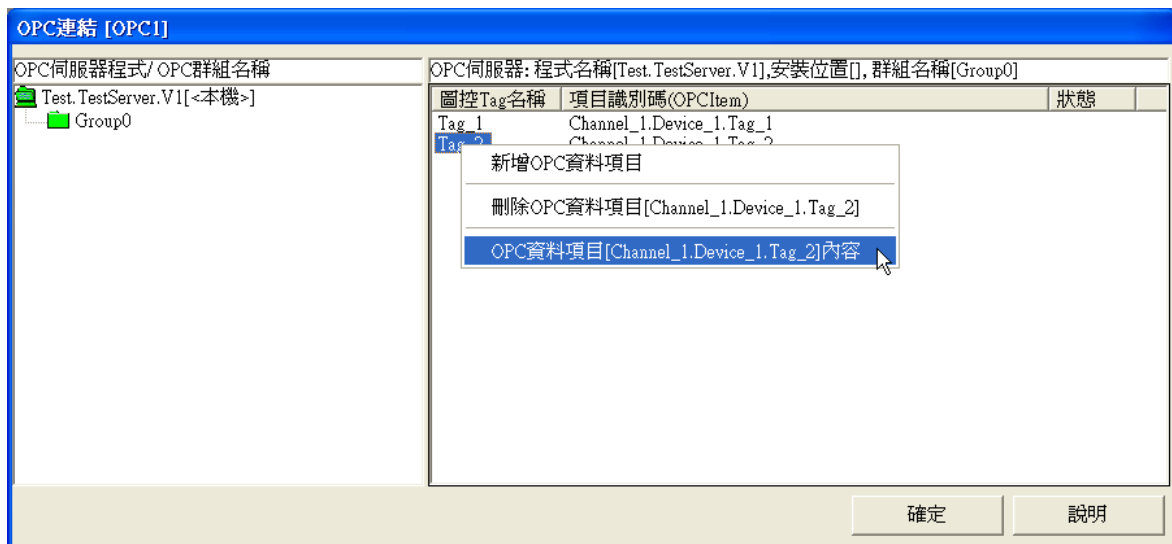 OPC連結 [OPC1]
OPC伺服器程式/ OPC群組名稱
Test.TestServer.V1[<本機>]
Group0
OPC伺服器: 程式名稱[Test.TestServer.V1],安裝位置[], 群組名稱[Group0]
圖控Tag名稱 項目識別碼(OPCItem) 狀態
Tag_1 Channel_1.Device_1.Tag_1
Tag_2 Channel_1.Device_1.Tag_2
新增OPC資料項目
刪除OPC資料項目[Channel_1.Device_1.Tag_2]
OPC資料項目[Channel_1.Device_1.Tag_2]內容
確定 說明